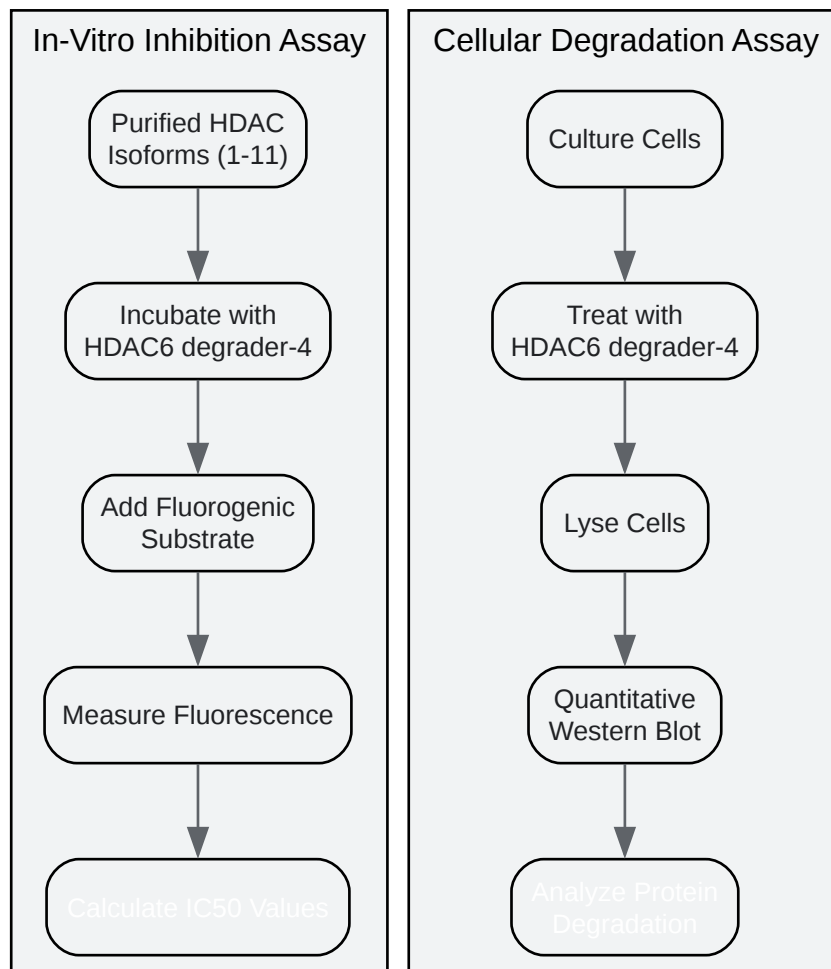 In-Vitro Inhibition Assay
Purified HDAC
Isoforms (1-11)
Incubate with
HDAC6 degrader-4
Add Fluorogenic
Substrate
Measure Fluorescence
Calculate IC50 Values
Cellular Degradation Assay
Culture Cells
Treat with
HDAC6 degrader-4
Lyse Cells
Quantitative
Western Blot
Analyze Protein
Degradation